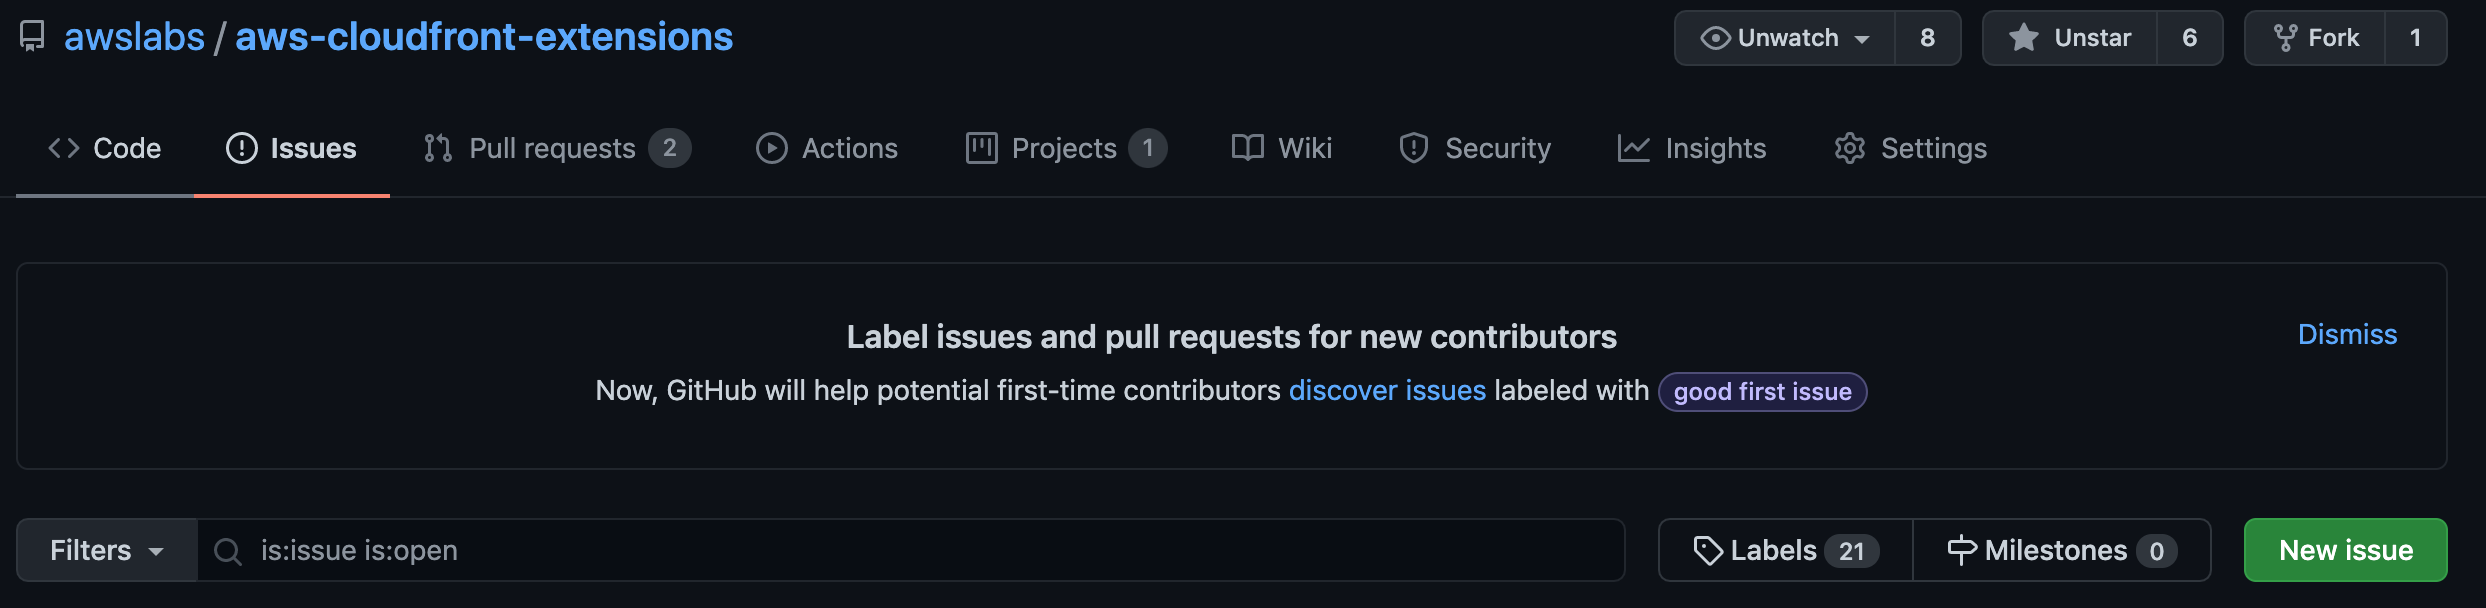 awslabs / aws-cloudfront-extensions
Unwatch 8
Unstar 6
Fork 1
Code
Issues
Pull requests 2
Actions
Projects 1
Wiki
Security
Insights
Settings
Label issues and pull requests for new contributors
Dismiss
Now, GitHub will help potential first-time contributors discover issues labeled with good first issue
Filters
is:issue is:open
Labels 21
Milestones 0
New issue